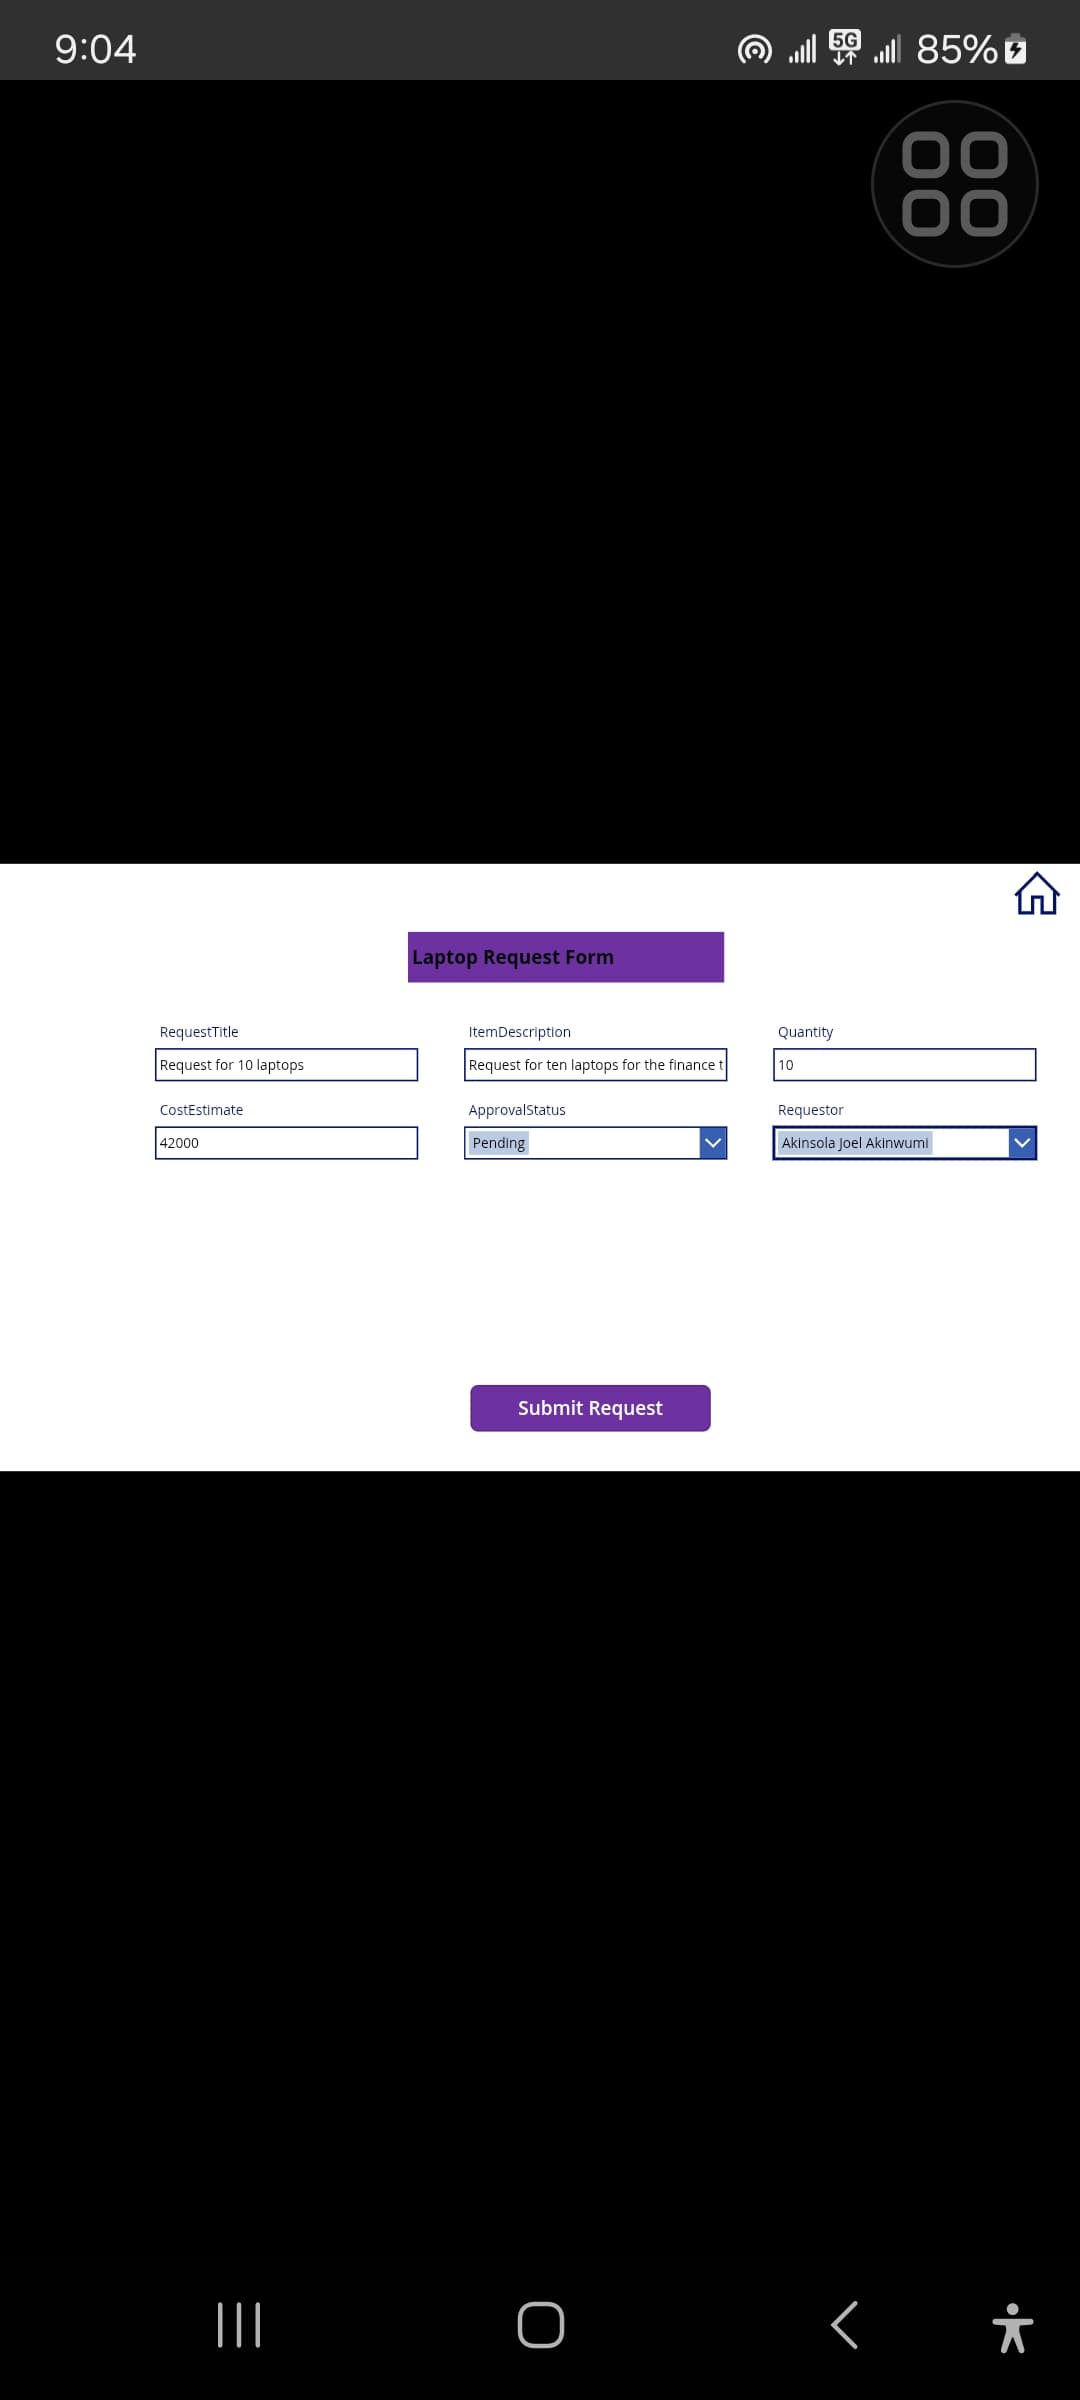 9:04 5G 85%
Laptop Request Form
RequestTitle ItemDescription Quantity
Request for 10 laptops Request for ten laptops for the finance t 10
CostEstimate ApprovalStatus Requestor
42000 Pending Akinsola Joel Akinwumi
Submit Request